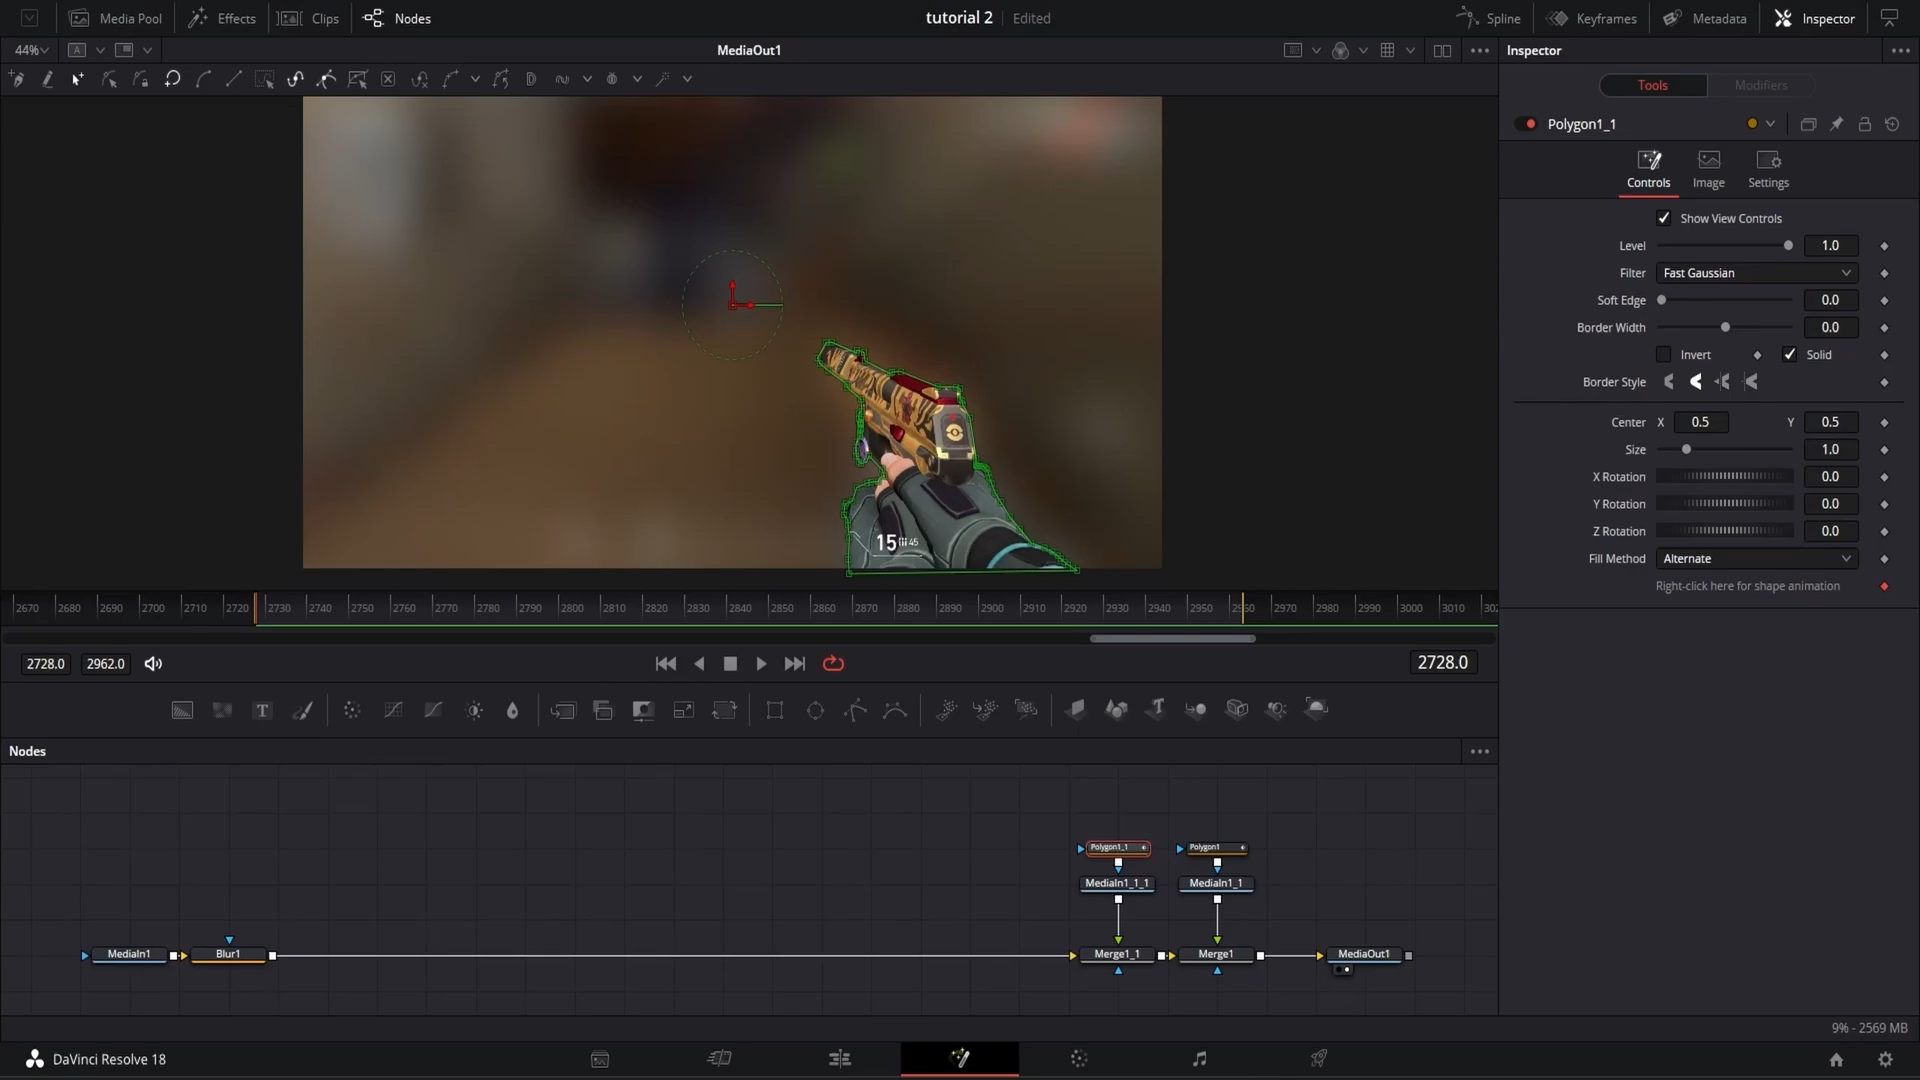 Media Pool
Effects
Clips
Nodes
tutorial 2
Edited
Spline
Keyframes
Metadata
Inspector
44%
A
MediaOut1
Inspector
Tools
Modifiers
Polygon1_1
Controls
Image
Settings
Show View Controls
Level 1.0
Filter Fast Gaussian
Soft Edge 0.0
Border Width 0.0
Invert
Solid
Border Style
Center X 0.5 Y 0.5
Size 1.0
X Rotation 0.0
Y Rotation 0.0
Z Rotation 0.0
Fill Method Alternate
Right-click here for shape animation
15
45
2670 2680 2690 2700 2710 2720 2730 2740 2750 2760 2770 2780 2790 2800 2810 2820 2830 2840 2850 2860 2870 2880 2890 2900 2910 2920 2930 2940 2950 2970 2980 2990 3000 3010
2728.0
2962.0
2728.0
Nodes
Polygon1_1
Polygon1
MediaIn1_1_1
MediaIn1_1
MediaIn1
Blur1
Merge1_1
Merge1
MediaOut1
9% - 2569 MB
DaVinci Resolve 18